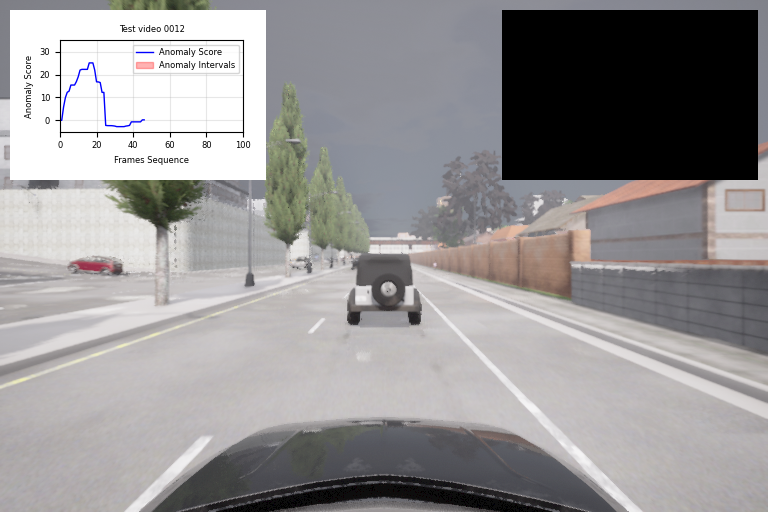 Test video 0012
Anomaly Score
Anomaly Intervals
Anomaly Score
30
20
10
0
0 20 40 60 80 100
Frames Sequence